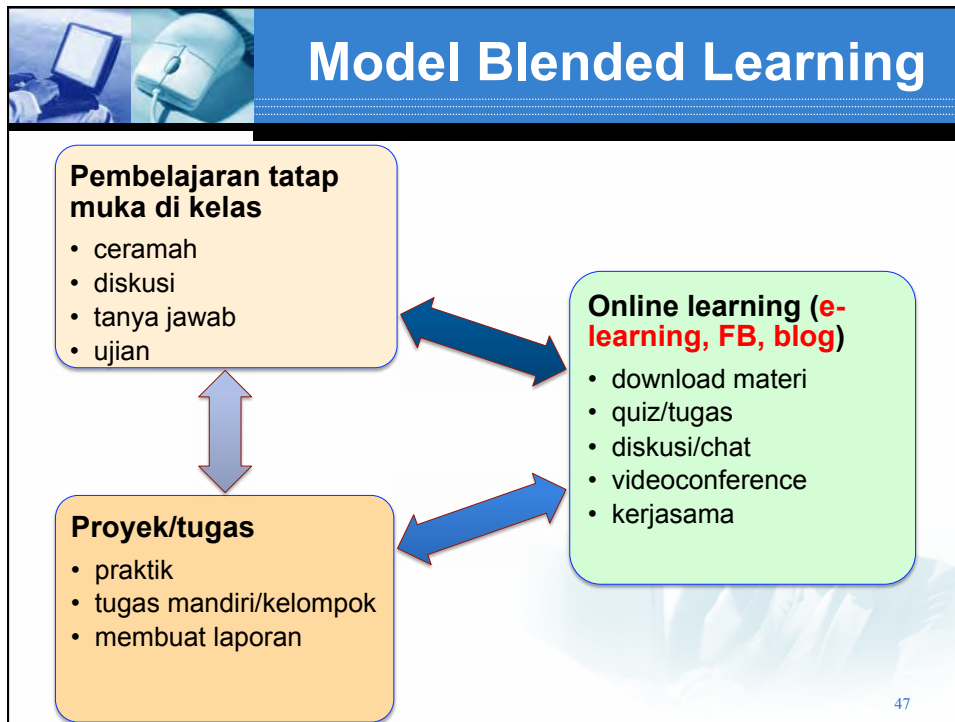 Model Blended Learning
Pembelajaran tatap
muka di kelas
• ceramah
• diskusi
• tanya jawab
• ujian
Online learning (e-
learning, FB, blog)
• download materi
• quiz/tugas
• diskusi/chat
• videoconference
• kerjasama
Proyek/tugas
• praktik
• tugas mandiri/kelompok
• membuat laporan
47